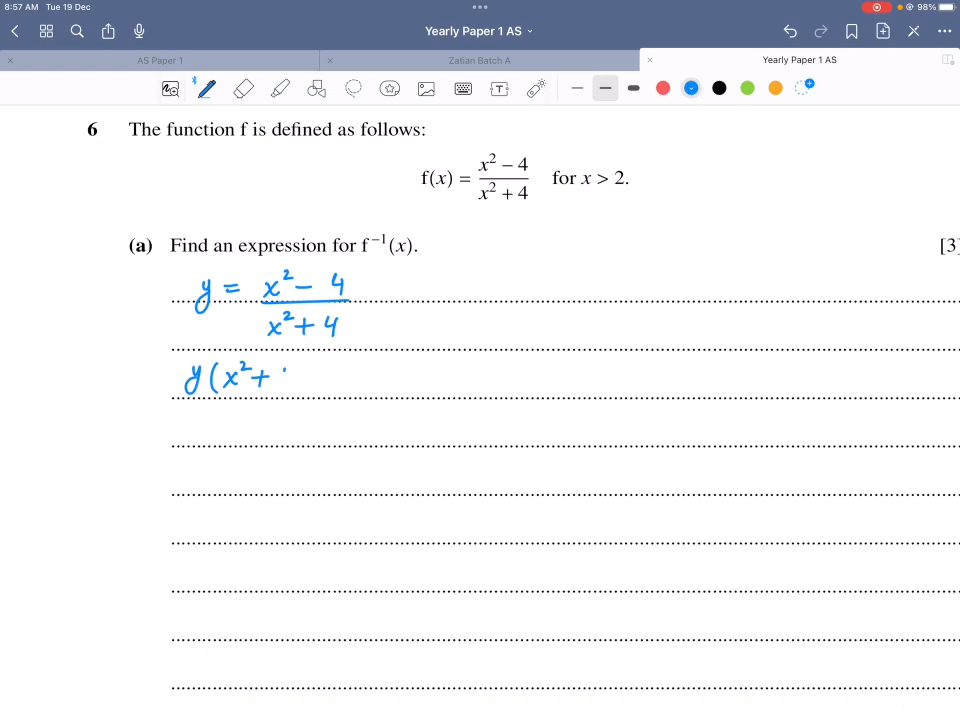 8:57 AM Tue 19 Dec
98%
Yearly Paper 1 AS
AS Paper 1
Zatian Batch A
Yearly Paper 1 AS
6 The function f is defined as follows:
f(x) = (x² − 4)/(x² + 4) for x > 2.
(a) Find an expression for f⁻¹(x). [3]
y = (x² − 4)/(x² + 4)
y(x² +